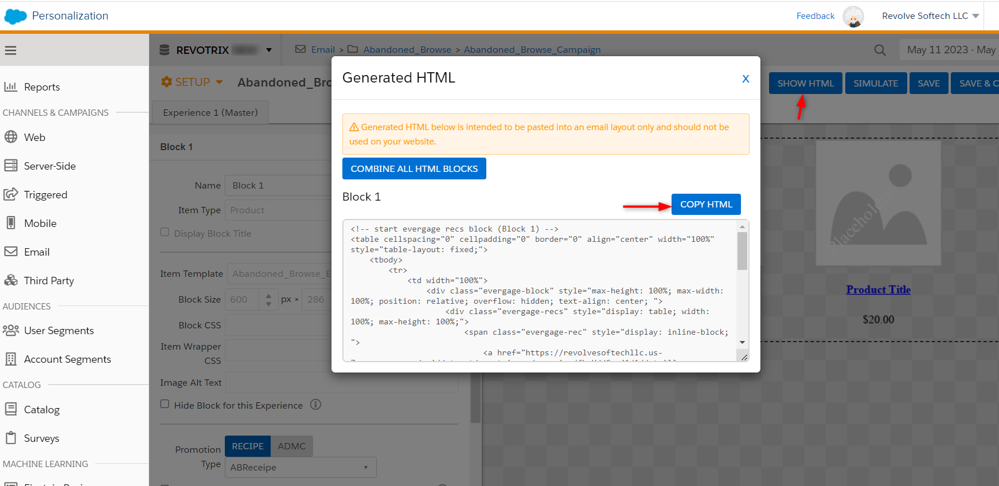 Personalization
Feedback
Revolve Softech LLC
REVOTRIX
Email > Abandoned_Browse > Abandoned_Browse_Campaign
May 11 2023 - May
SETUP
Abandoned_Bro
SHOW HTML
SIMULATE
SAVE
SAVE & C
Experience 1 (Master)
Reports
CHANNELS & CAMPAIGNS
Web
Server-Side
Triggered
Mobile
Email
Third Party
AUDIENCES
User Segments
Account Segments
CATALOG
Catalog
Surveys
MACHINE LEARNING
Block 1
Name
Block 1
Item Type
Product
Display Block Title
Item Template
Abandoned_Browse_E
Block Size
600
px ×
286
Block CSS
Item Wrapper
CSS
Image Alt Text
Hide Block for this Experience
Promotion
Type
RECIPE
ADMC
ABReceipe
Generated HTML
X
Generated HTML below is intended to be pasted into an email layout only and should not be
used on your website.
COMBINE ALL HTML BLOCKS
Block 1
COPY HTML
<!-- start evergage recs block (Block 1) -->
<table cellspacing="0" cellpadding="0" border="0" align="center" width="100%"
style="table-layout: fixed;">
<tbody>
<tr>
<td width="100%">
<div class="evergage-block" style="max-height: 100%; max-width:
100%; position: relative; overflow: hidden; text-align: center; ">
<div class="evergage-recs" style="display: table; width:
100%; max-height: 100%;">
<span class="evergage-rec" style="display: inline-block;
">
<a href="https://revolvesoftechllc.us-
Placeholder
Product Title
$20.00